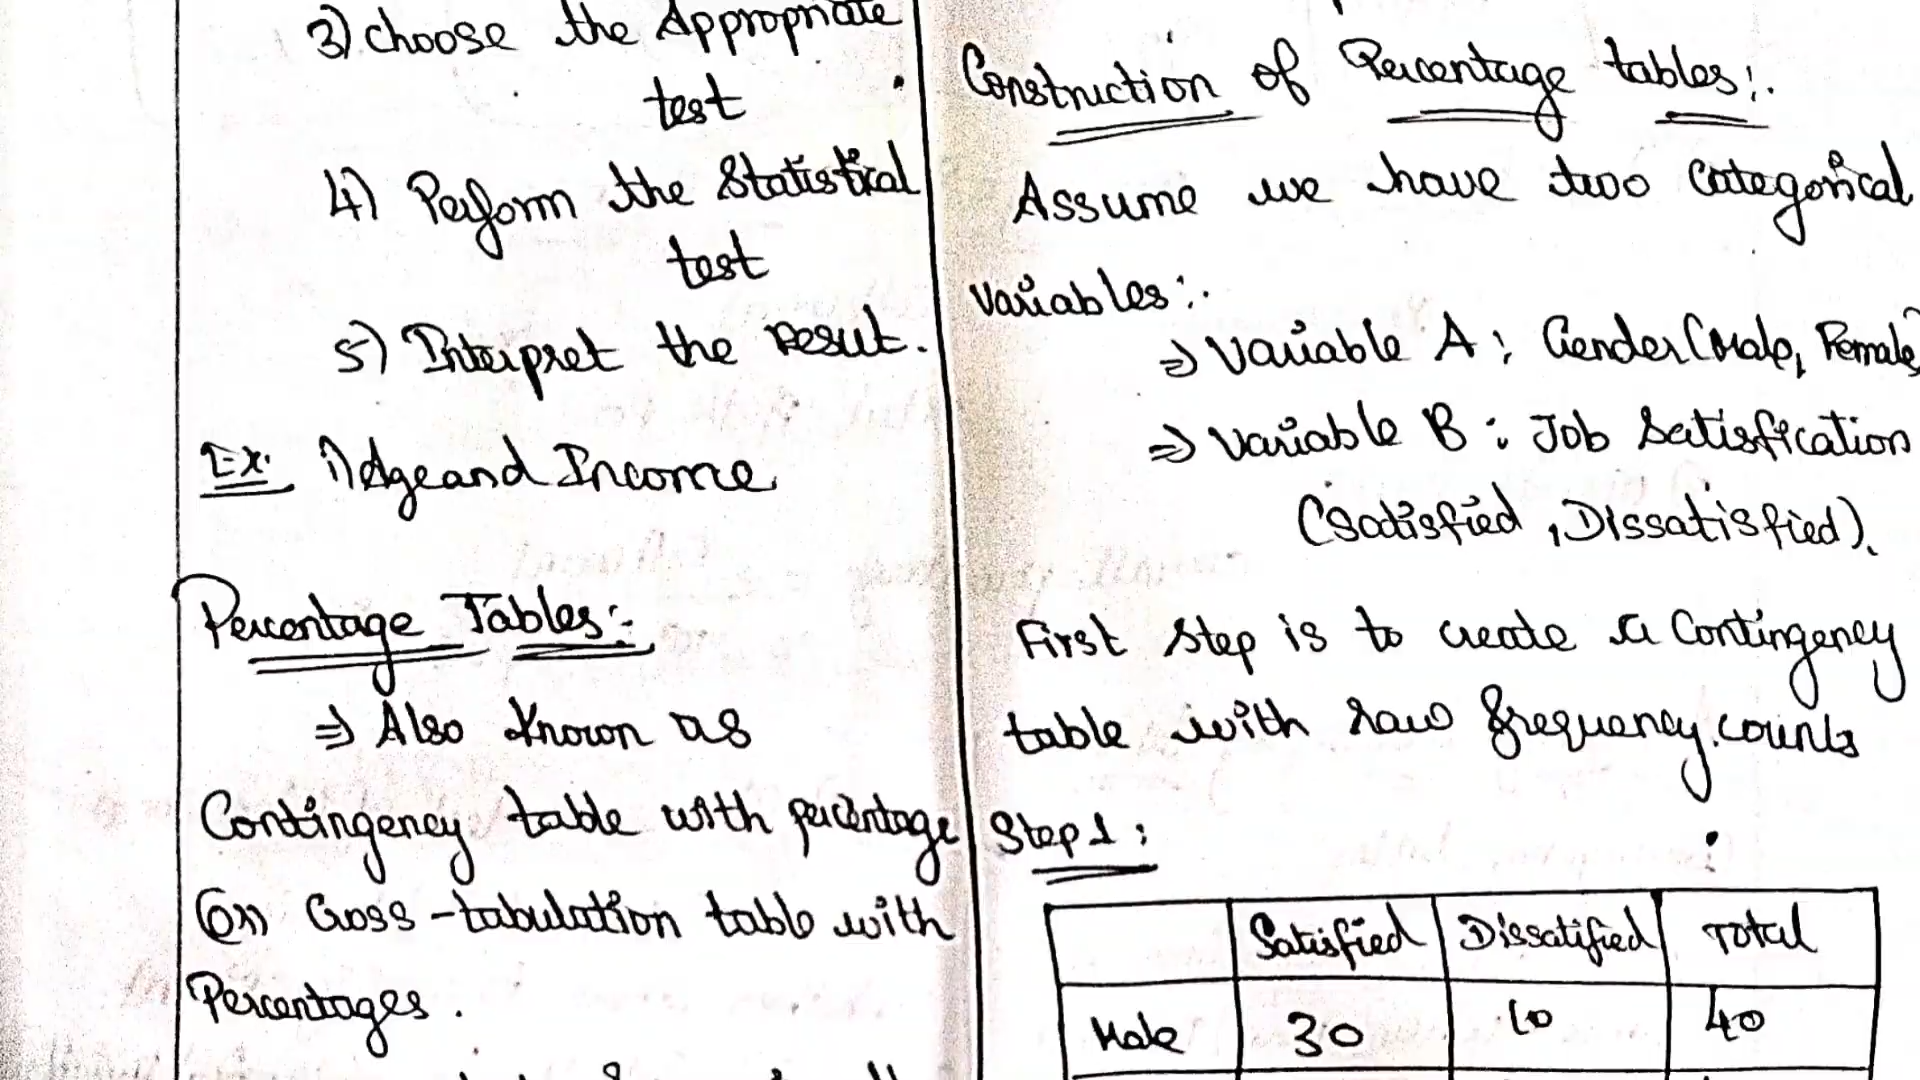 3) choose the Appropriate
test
4) Perform the Statistical
test
5) Interpret the result.
Ex. 1) Age and Income
Percentage Tables:-
⇒ Also Known as
Contingency table with percentage
(Or) Cross-tabulation table with
Percentages.
Construction of Percentage tables:.
Assume we have two Categorical
Variables:.
⇒ Variable A: Gender (Male, Female)
⇒ Variable B: Job Satisfication
(Satisfied, Dissatisfied).
First Step is to create a Contingency
table with raw frequency counts
Step 1:
Satisfied Dissatified Total
Male 30 10 40